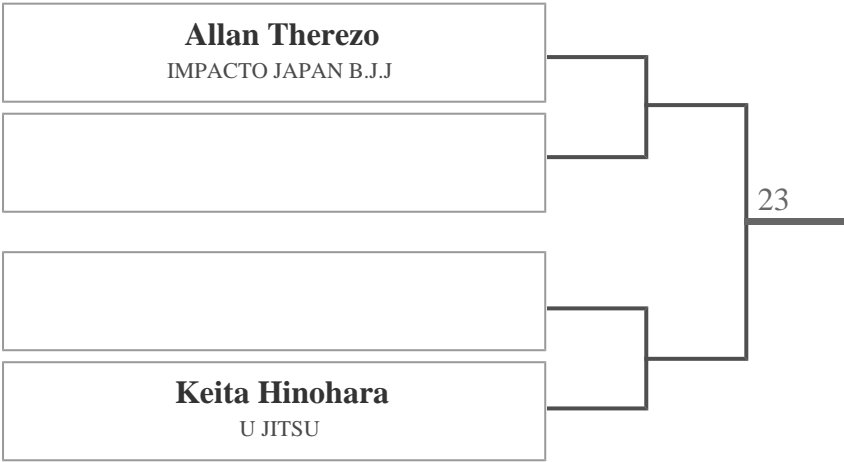 Allan Therezo
IMPACTO JAPAN B.J.J
23
Keita Hinohara
U JITSU